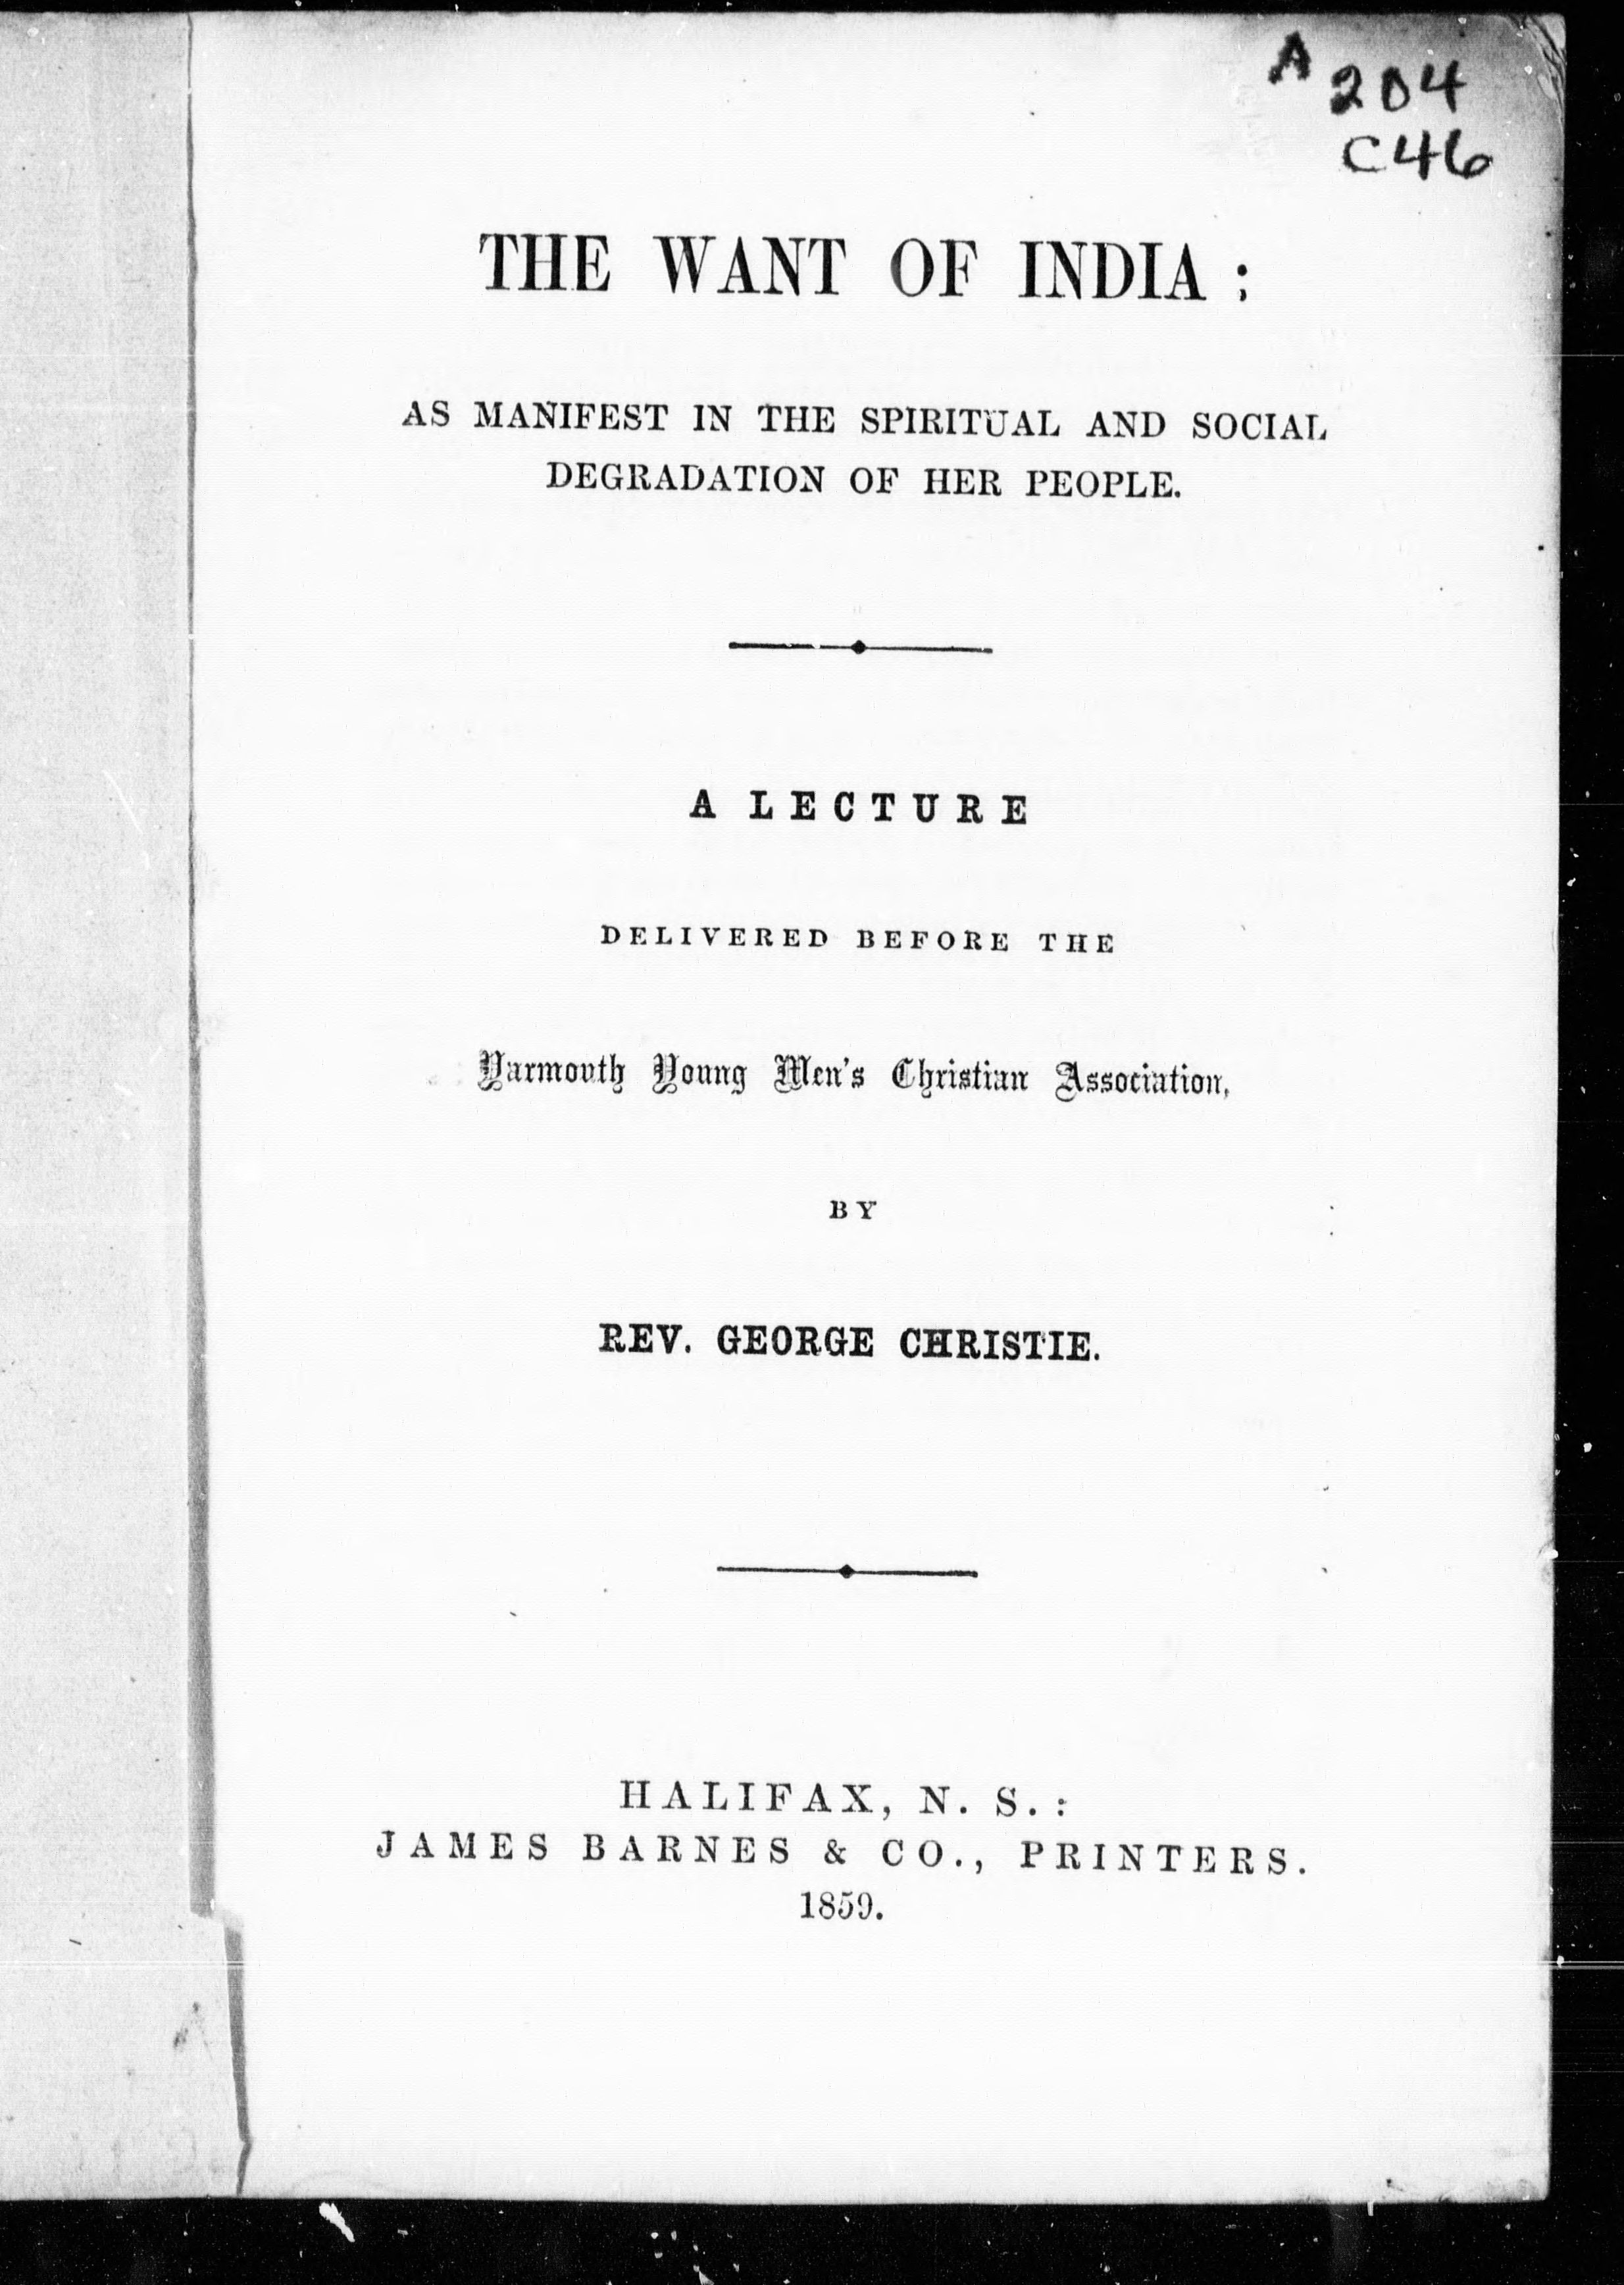 A 204
C46
THE WANT OF INDIA :
AS MANIFEST IN THE SPIRITUAL AND SOCIAL
DEGRADATION OF HER PEOPLE.
A LECTURE
DELIVERED BEFORE THE
Yarmouth Young Men's Christian Association,
BY
REV. GEORGE CHRISTIE.
HALIFAX, N. S. :
JAMES BARNES & CO., PRINTERS.
1859.